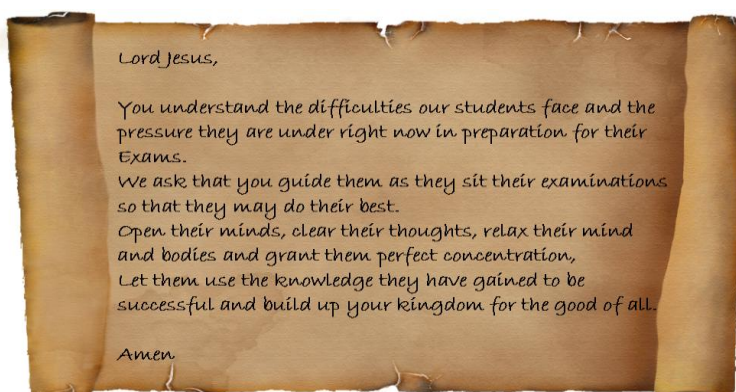 Lord Jesus,
You understand the difficulties our students face and the
pressure they are under right now in preparation for their
Exams.
We ask that you guide them as they sit their examinations
so that they may do their best.
Open their minds, clear their thoughts, relax their mind
and bodies and grant them perfect concentration,
Let them use the knowledge they have gained to be
successful and build up your kingdom for the good of all.
Amen